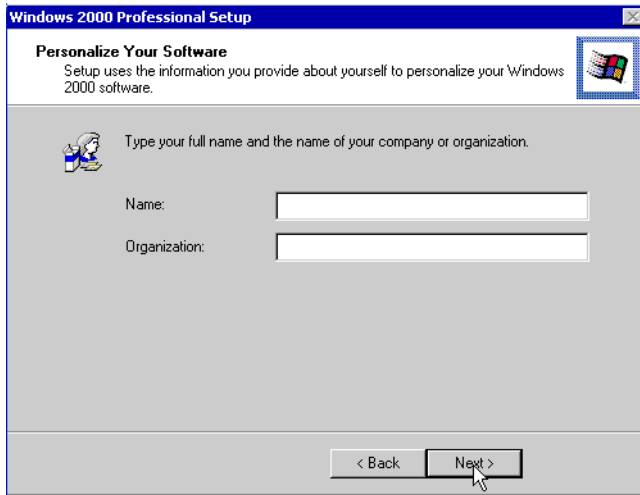 Windows 2000 Professional Setup
Personalize Your Software
Setup uses the information you provide about yourself to personalize your Windows
2000 software.
Type your full name and the name of your company or organization.
Name:
Organization:
< Back
Next >